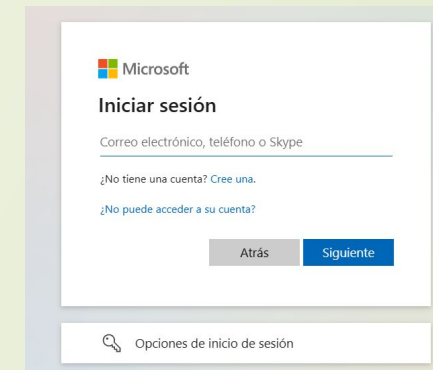 Microsoft
Iniciar sesión
Correo electrónico, teléfono o Skype
¿No tiene una cuenta? Cree una.
¿No puede acceder a su cuenta?
Atrás Siguiente
Opciones de inicio de sesión